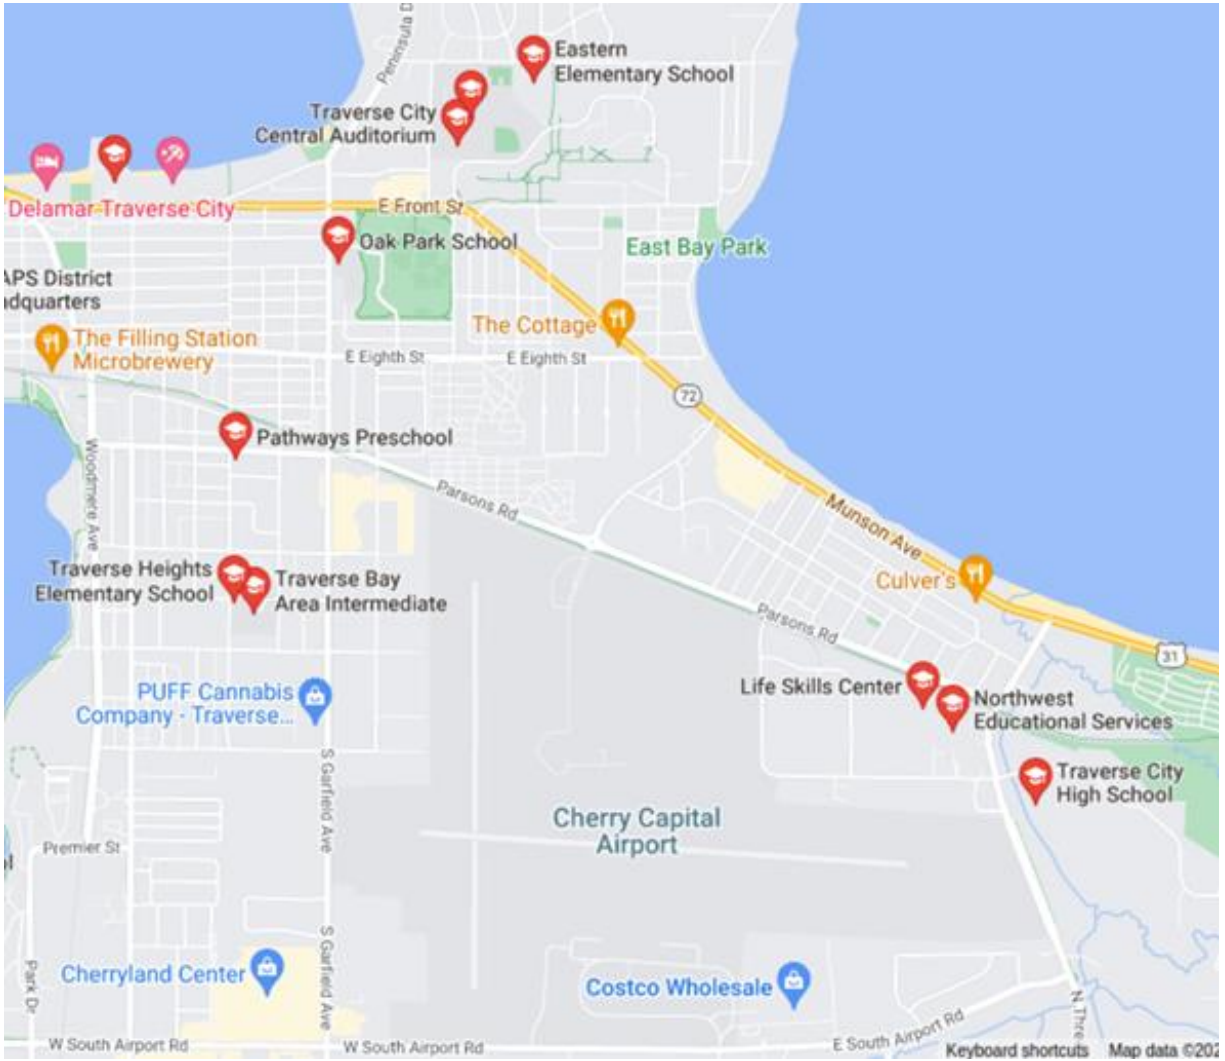 Peninsula D
Eastern
Elementary School
Traverse City
Central Auditorium
Delamar Traverse City
E Front St
Oak Park School
East Bay Park
APS District
adquarters
The Filling Station
Microbrewery
The Cottage
E Eighth St
E Eighth St
72
Pathways Preschool
Woodmere Ave
Parsons Rd
Munson Ave
Traverse Heights
Elementary School
Traverse Bay
Area Intermediate
Culver's
Parsons Rd
31
PUFF Cannabis
Company - Traverse...
Life Skills Center
Northwest
Educational Services
S Garfield Ave
Traverse City
High School
Cherry Capital
Airport
Premier St
ol
S Garfield Ave
Park Dr
Cherryland Center
Costco Wholesale
N Three
W South Airport Rd
W South Airport Rd
E South Airport Rd
Keyboard shortcuts
Map data ©202